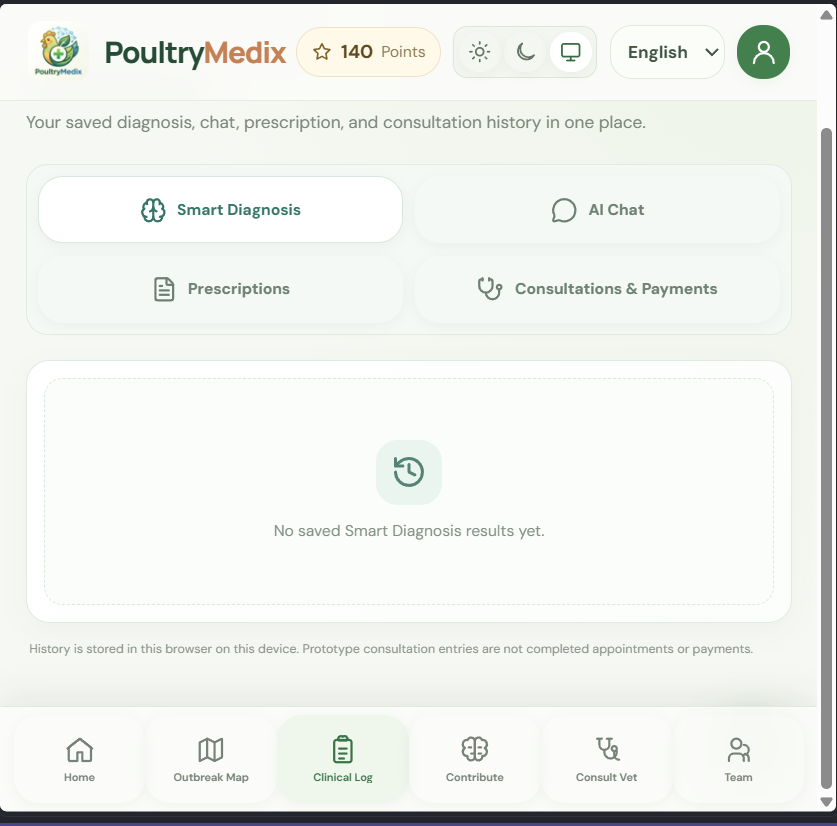 PoultryMedix
PoultryMedix
140 Points
English
Your saved diagnosis, chat, prescription, and consultation history in one place.
Smart Diagnosis
AI Chat
Prescriptions
Consultations & Payments
No saved Smart Diagnosis results yet.
History is stored in this browser on this device. Prototype consultation entries are not completed appointments or payments.
Home
Outbreak Map
Clinical Log
Contribute
Consult Vet
Team